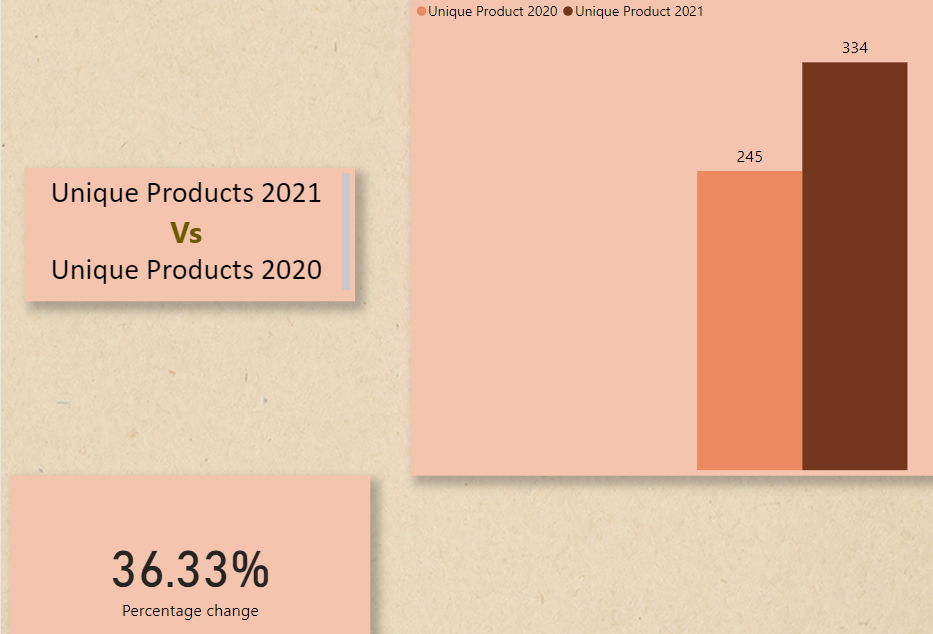 Unique Product 2020 Unique Product 2021
334
245
Unique Products 2021
Vs
Unique Products 2020
36.33%
Percentage change